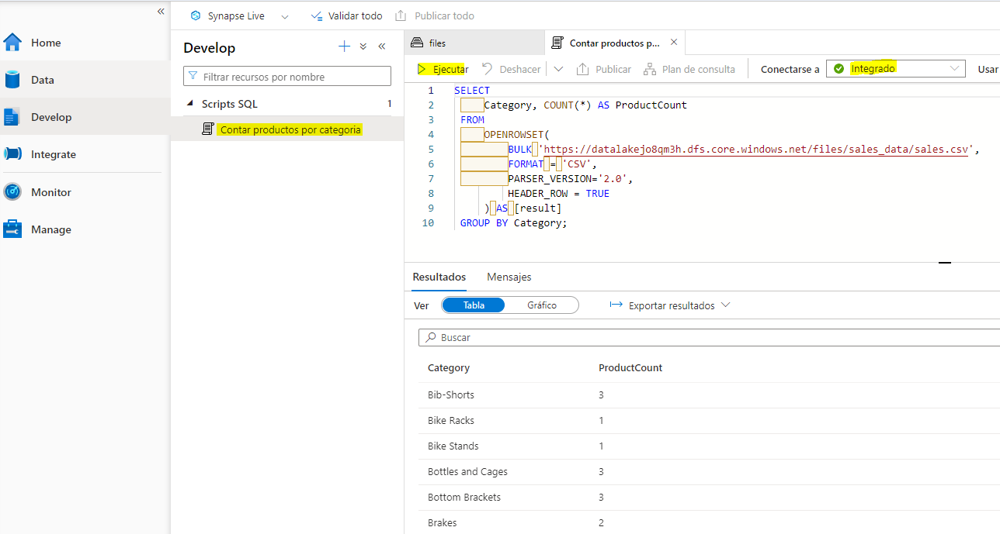 «
Home
Data
Develop
Integrate
Monitor
Manage
Synapse Live
Validar todo
Publicar todo
Develop
Filtrar recursos por nombre
Scripts SQL 1
Contar productos por categoria
files
Contar productos p...
Ejecutar Deshacer Publicar Plan de consulta Conectarse a Integrado Usar
1 SELECT
2 Category, COUNT(*) AS ProductCount
3 FROM
4 OPENROWSET(
5 BULK 'https://datalakejo8qm3h.dfs.core.windows.net/files/sales_data/sales.csv',
6 FORMAT = 'CSV',
7 PARSER_VERSION='2.0',
8 HEADER_ROW = TRUE
9 ) AS [result]
10 GROUP BY Category;
Resultados Mensajes
Ver Tabla Gráfico Exportar resultados
Buscar
Category ProductCount
Bib-Shorts 3
Bike Racks 1
Bike Stands 1
Bottles and Cages 3
Bottom Brackets 3
Brakes 2